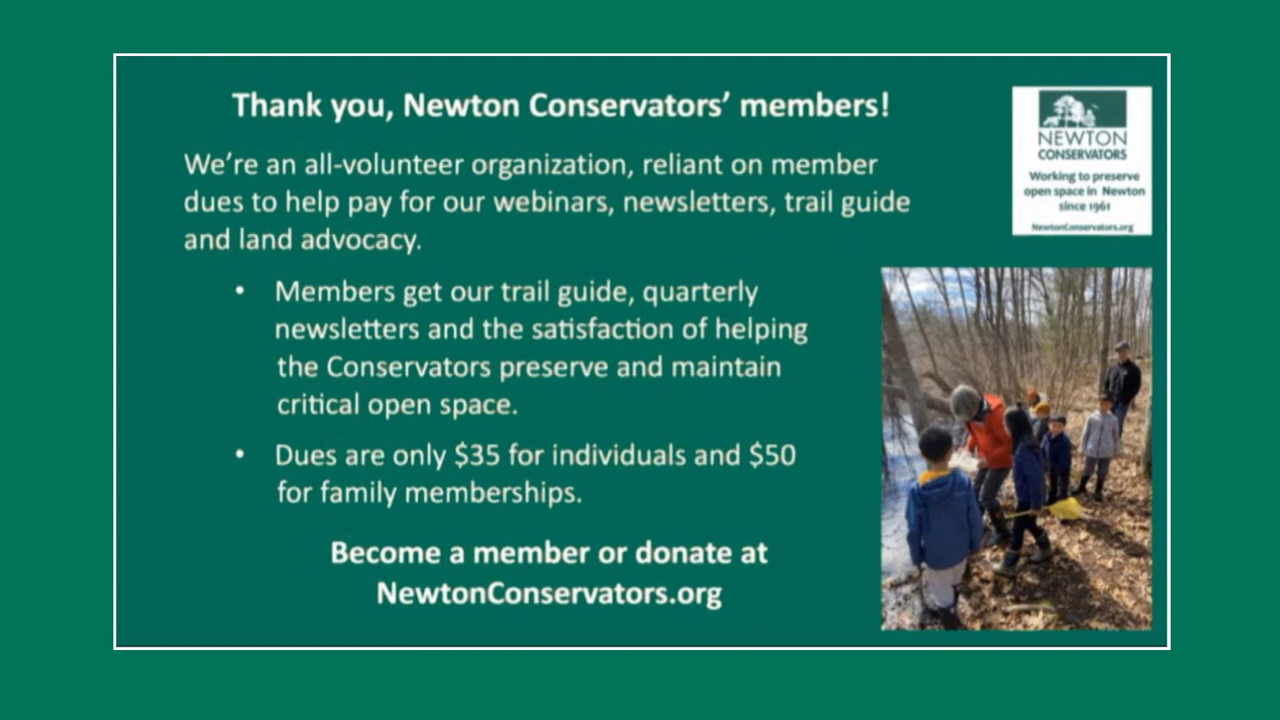 Thank you, Newton Conservators’ members!
We’re an all-volunteer organization, reliant on member
dues to help pay for our webinars, newsletters, trail guide
and land advocacy.
• Members get our trail guide, quarterly
newsletters and the satisfaction of helping
the Conservators preserve and maintain
critical open space.
• Dues are only $35 for individuals and $50
for family memberships.
Become a member or donate at
NewtonConservators.org
NEWTON
CONSERVATORS
Working to preserve
open space in Newton
since 1961
NewtonConservators.org